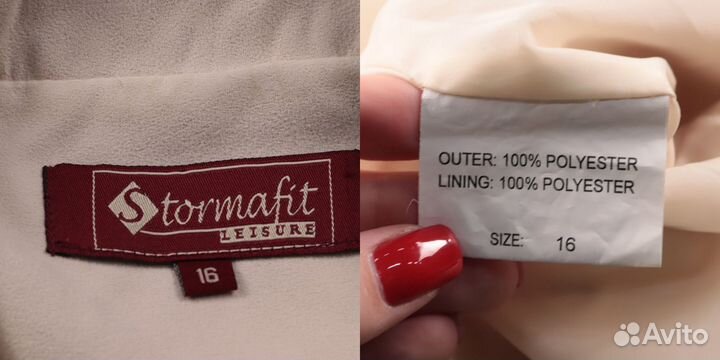 Stormafit
LEISURE
16
OUTER: 100% POLYESTER
LINING: 100% POLYESTER
SIZE: 16
Avito